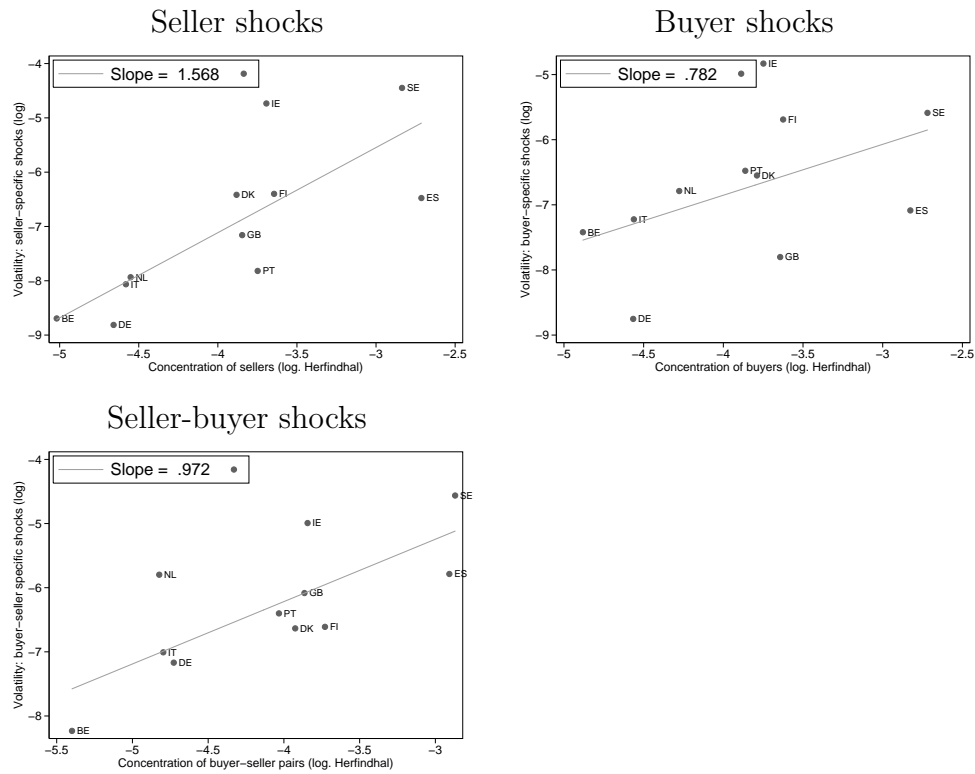 Seller shocks
Slope = 1.568
Volatility: seller−specific shocks (log)
−4
−5
−6
−7
−8
−9
SE
IE
DK
FI
ES
GB
PT
NL
IT
BE
DE
−5
−4.5
−4
−3.5
−3
−2.5
Concentration of sellers (log. Herfindhal)
Buyer shocks
Slope = .782
Volatility: buyer−specific shocks (log)
−5
−6
−7
−8
−9
IE
SE
FI
PT
DK
NL
ES
IT
BE
GB
DE
−5
−4.5
−4
−3.5
−3
−2.5
Concentration of buyers (log. Herfindhal)
Seller-buyer shocks
Slope = .972
Volatility: buyer−seller specific shocks (log)
−4
−5
−6
−7
−8
SE
IE
NL
ES
GB
PT
DK
FI
IT
DE
BE
−5.5
−5
−4.5
−4
−3.5
−3
Concentration of buyer−seller pairs (log. Herfindhal)